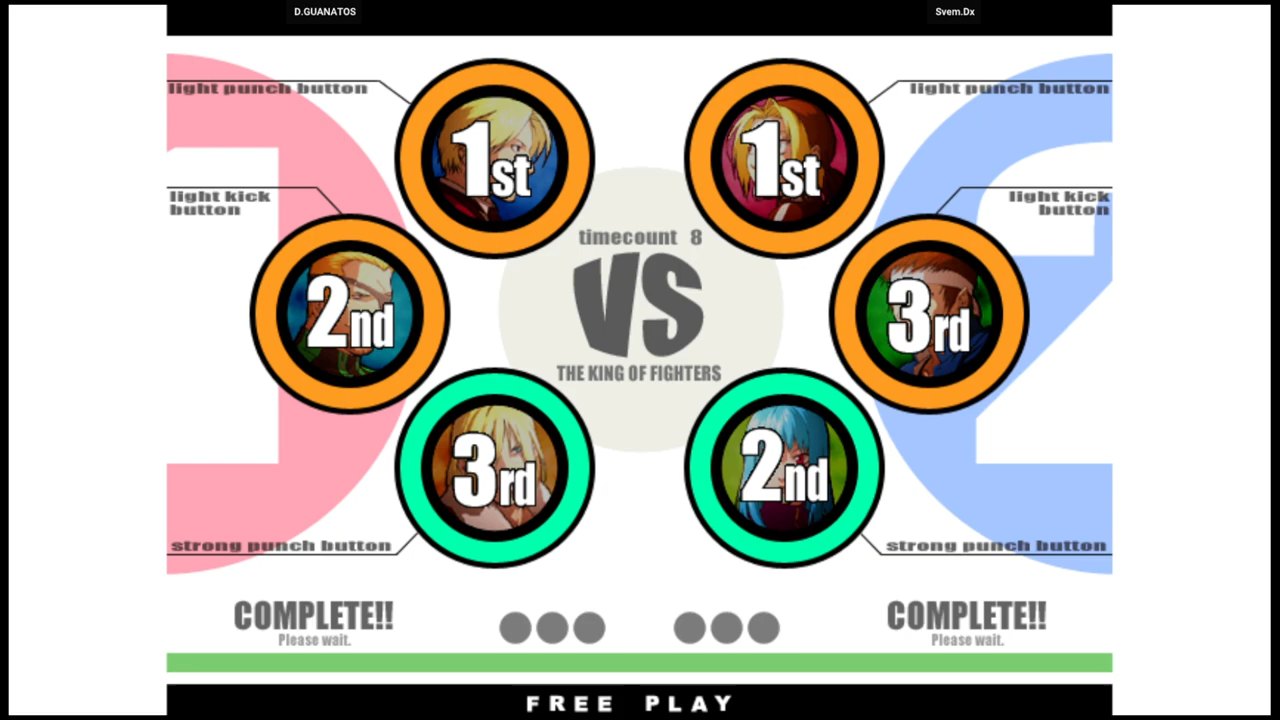 D.GUANATOS
Svem.Dx
light punch button
light punch button
1st
1st
light kick
button
light kick
button
timecount 8
VS
THE KING OF FIGHTERS
2nd
3rd
3rd
2nd
strong punch button
strong punch button
COMPLETE!!
Please wait.
COMPLETE!!
Please wait.
FREE PLAY